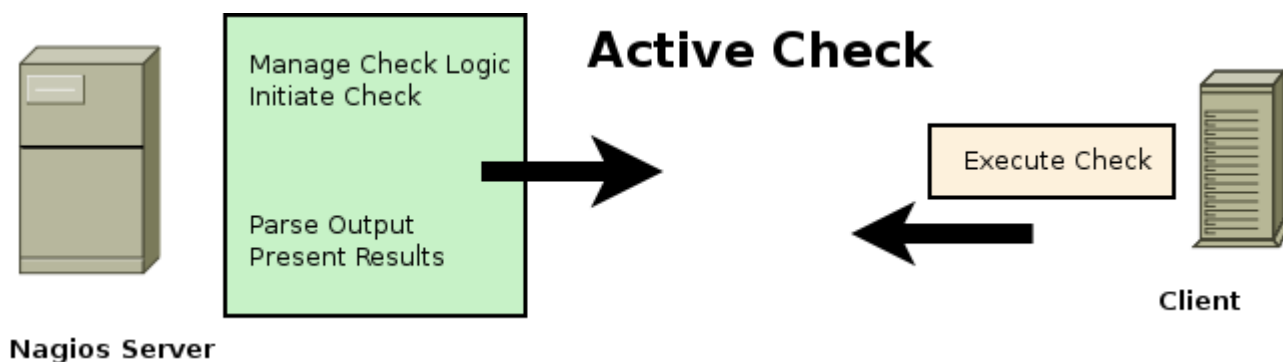 Active Check
Manage Check Logic
Initiate Check
Execute Check
Parse Output
Present Results
Client
Nagios Server